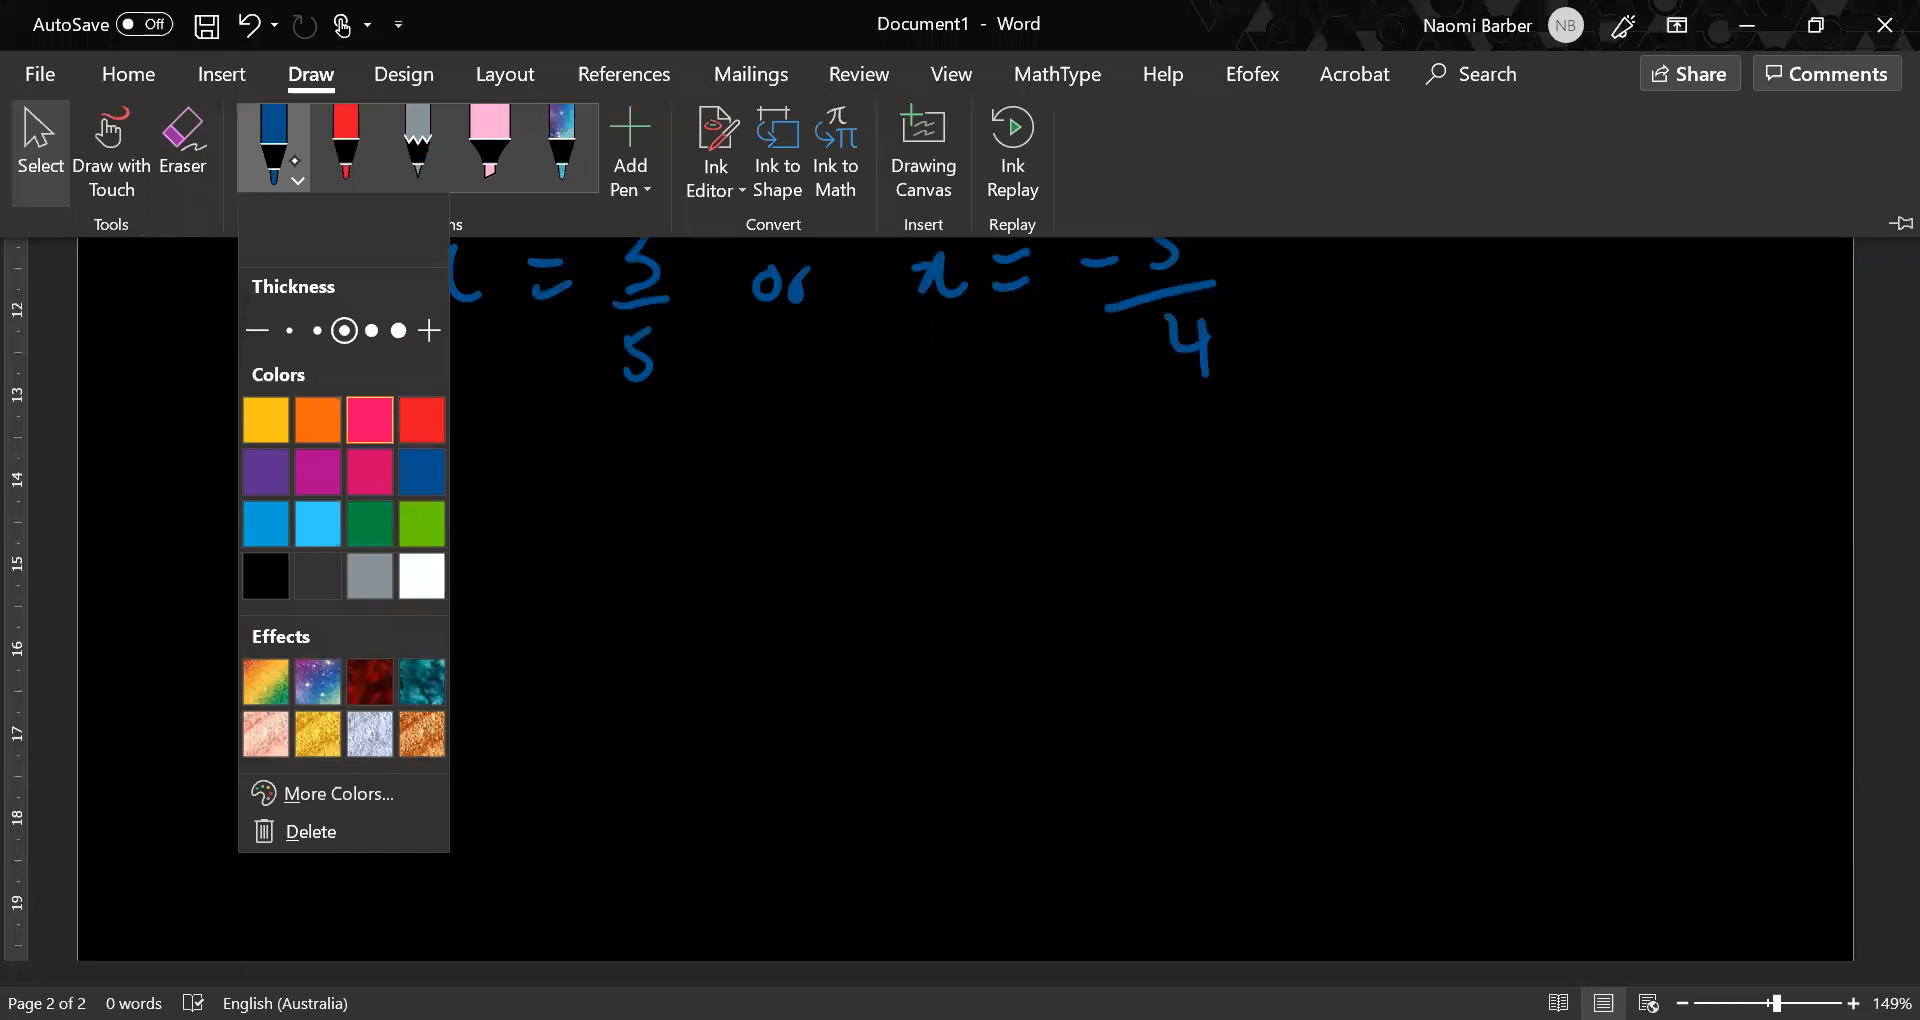 AutoSave Off Document1 - Word Naomi Barber NB
File Home Insert Draw Design Layout References Mailings Review View MathType Help Efofex Acrobat Search Share Comments
Select Draw with Touch Eraser Add Pen Ink Editor Ink to Shape Ink to Math Drawing Canvas Ink Replay
Tools ns Convert Insert Replay
Thickness
Colors
Effects
More Colors...
Delete
= 
5 or x = -
4
12
13
14
15
16
17
18
19
Page 2 of 2 0 words English (Australia) 149%